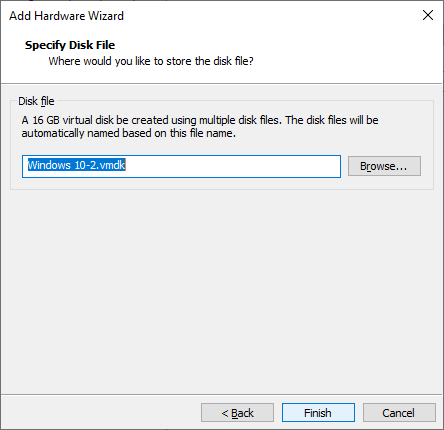 Add Hardware Wizard
Specify Disk File
Where would you like to store the disk file?
Disk file
A 16 GB virtual disk be created using multiple disk files. The disk files will be
automatically named based on this file name.
Windows 10-2.vmdk
Browse...
< Back
Finish
Cancel